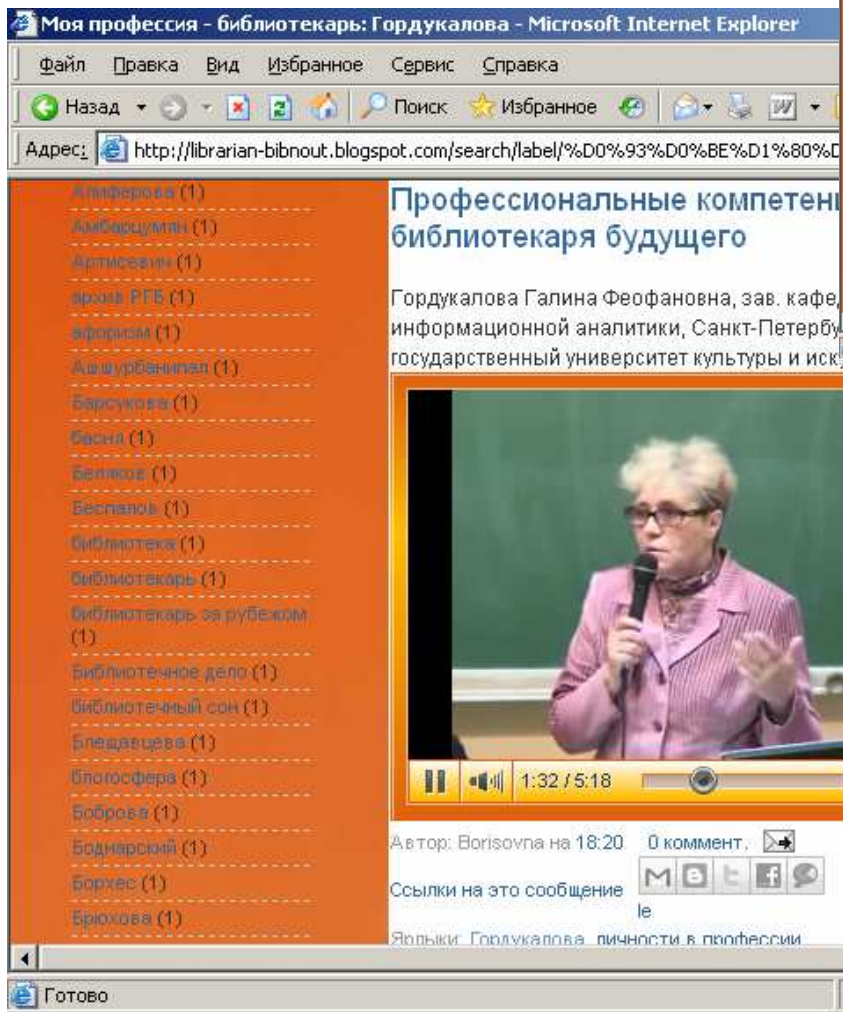 Моя профессия - библиотекарь: Гордукалова - Microsoft Internet Explorer
Файл Правка Вид Избранное Сервис Справка
Назад Поиск Избранное
Адрес: http://librarian-bibnout.blogspot.com/search/label/%D0%93%D0%BE%D1%80%D
Алиферова (1)
Амбарцумян (1)
Артисевич (1)
архив РГБ (1)
афоризм (1)
Ашшурбанипал (1)
Барсукова (1)
басня (1)
Беляков (1)
Беспалов (1)
библиотека (1)
библиотекарь (1)
библиотекарь за рубежом
(1)
Библиотечное дело (1)
библиотечный сон (1)
Блещавцева (1)
блогосфера (1)
Боброва (1)
Боднарский (1)
Борхес (1)
Брюхова (1)
Профессиональные компетен
библиотекаря будущего
Гордукалова Галина Феофановна, зав. кафе
информационной аналитики, Санкт-Петербу
государственный университет культуры и иск
1:32 / 5:18
Автор: Borisovna на 18:20 0 коммент.
Ссылки на это сообщение
le
Ярлыки: Гордукалова, личности в профессии
Готово